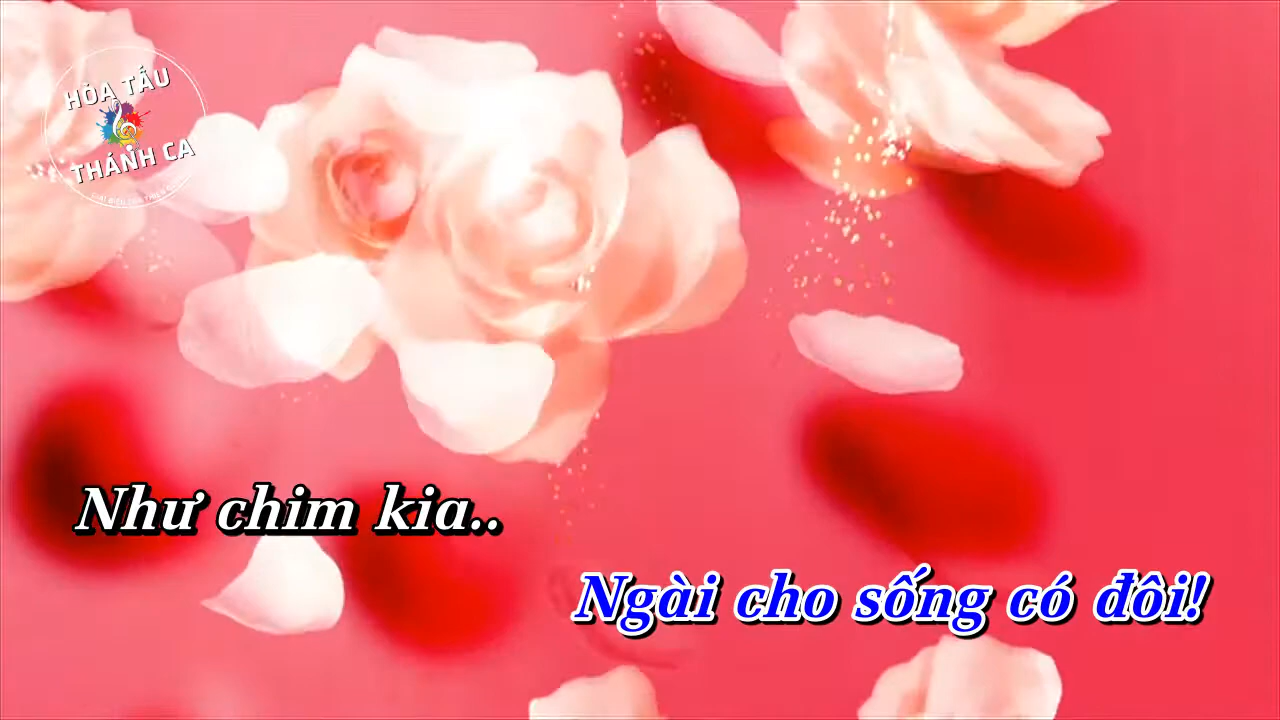 HÒA TẤU
THÁNH CA
Như chim kia..
Ngài cho sống có đôi!